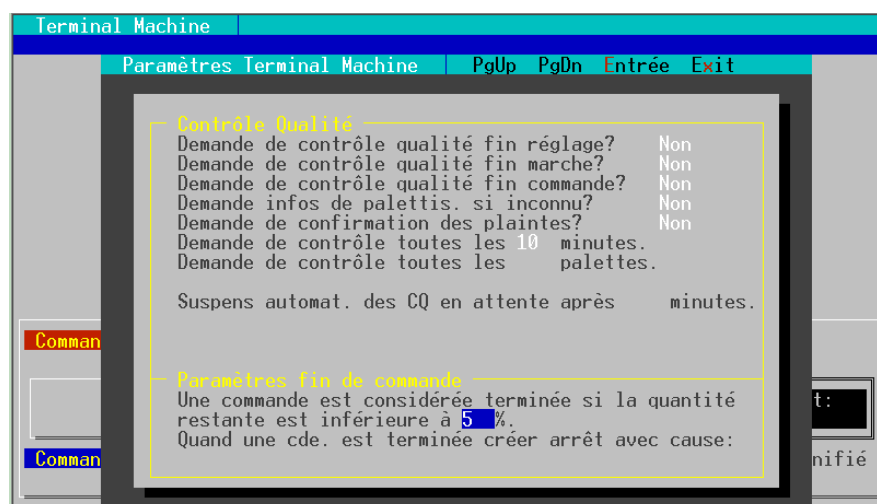 Terminal Machine
Paramètres Terminal Machine PgUp PgDn Entrée Exit
Contrôle Qualité
Demande de contrôle qualité fin réglage? Non
Demande de contrôle qualité fin marche? Non
Demande de contrôle qualité fin commande? Non
Demande infos de palettis. si inconnu? Non
Demande de confirmation des plaintes? Non
Demande de contrôle toutes les 10 minutes.
Demande de contrôle toutes les palettes.
Suspens automat. des CQ en attente après minutes.
Comman
Paramètres fin de commande
Une commande est considérée terminée si la quantité
t:
restante est inférieure à 5 %.
Quand une cde. est terminée créer arrêt avec cause:
Comman
nifié